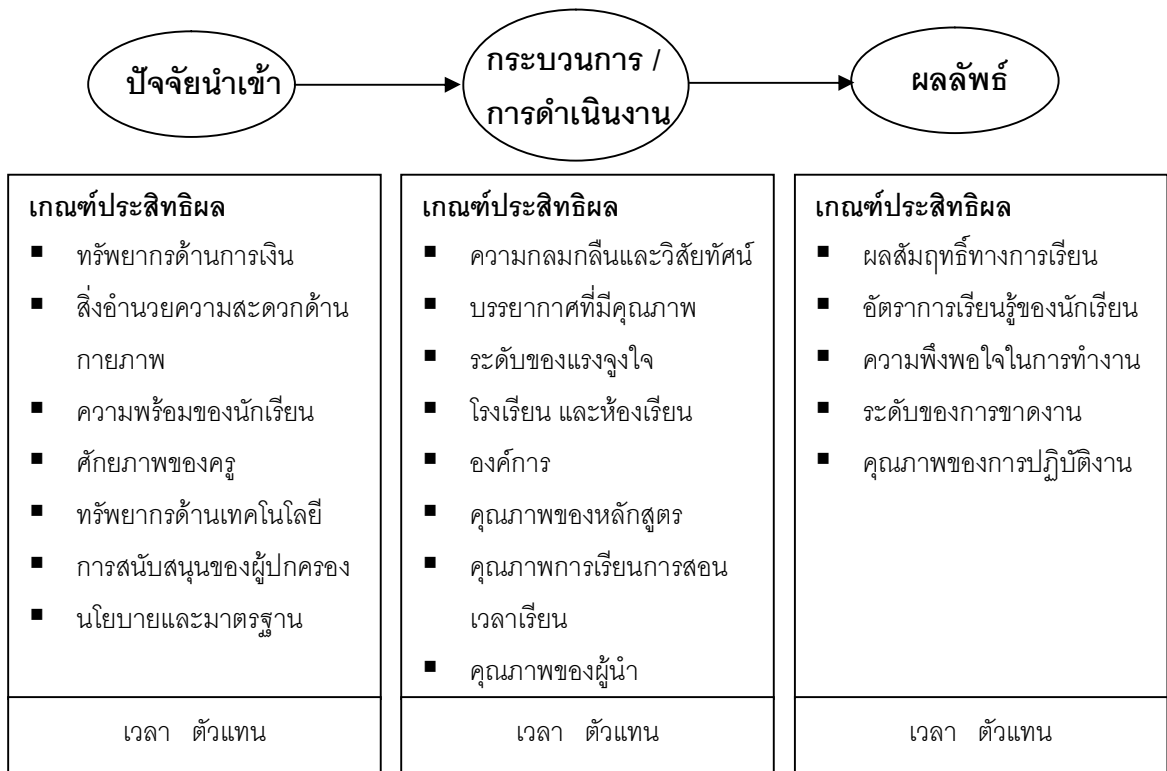 ปัจจัยนำเข้า
กระบวนการ /
การดำเนินงาน
ผลลัพธ์
เกณฑ์ประสิทธิผล
■ ทรัพยากรด้านการเงิน
■ สิ่งอำนวยความสะดวกด้าน
กายภาพ
■ ความพร้อมของนักเรียน
■ ศักยภาพของครู
■ ทรัพยากรด้านเทคโนโลยี
■ การสนับสนุนของผู้ปกครอง
■ นโยบายและมาตรฐาน
เวลา ตัวแทน
เกณฑ์ประสิทธิผล
■ ความกลมกลืนและวิสัยทัศน์
■ บรรยากาศที่มีคุณภาพ
■ ระดับของแรงจูงใจ
■ โรงเรียน และห้องเรียน
■ องค์การ
■ คุณภาพของหลักสูตร
■ คุณภาพการเรียนการสอน
เวลาเรียน
■ คุณภาพของผู้นำ
เวลา ตัวแทน
เกณฑ์ประสิทธิผล
■ ผลสัมฤทธิ์ทางการเรียน
■ อัตราการเรียนรู้ของนักเรียน
■ ความพึงพอใจในการทำงาน
■ ระดับของการขาดงาน
■ คุณภาพของการปฏิบัติงาน
เวลา ตัวแทน